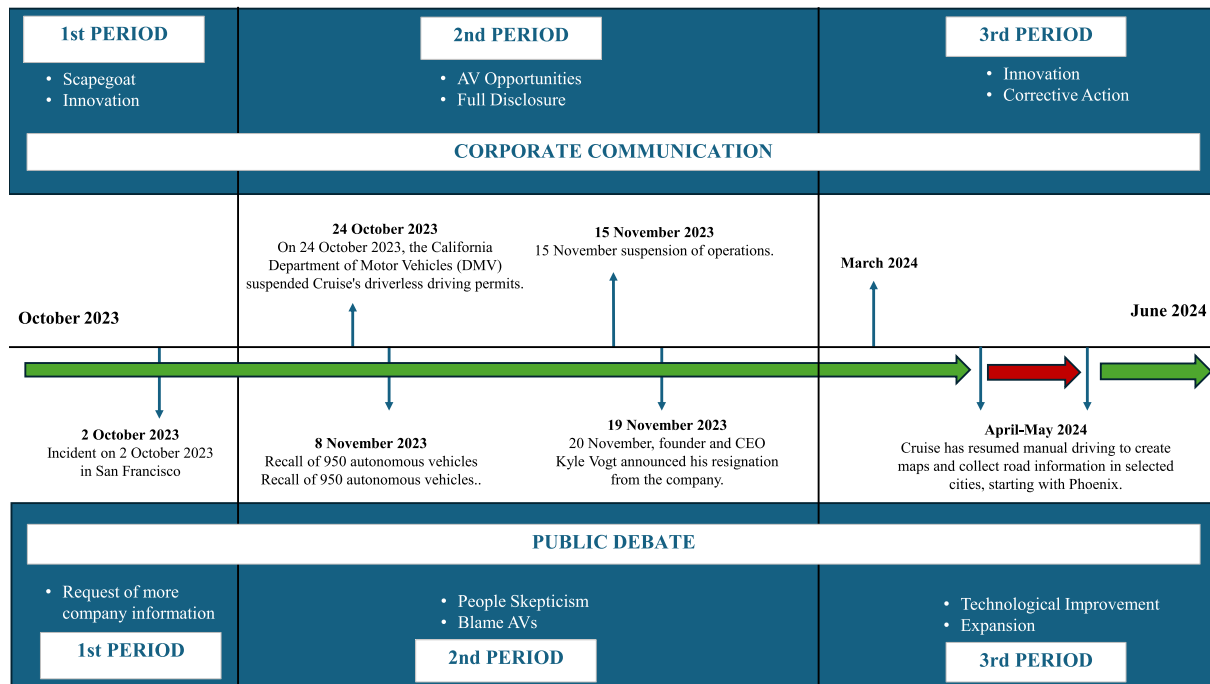 1st PERIOD
2nd PERIOD
3rd PERIOD
• Scapegoat
• Innovation
• AV Opportunities
• Full Disclosure
• Innovation
• Corrective Action
CORPORATE COMMUNICATION
24 October 2023
On 24 October 2023, the California
Department of Motor Vehicles (DMV)
suspended Cruise's driverless driving permits.
15 November 2023
15 November suspension of operations.
March 2024
October 2023
June 2024
2 October 2023
Incident on 2 October 2023
in San Francisco
8 November 2023
Recall of 950 autonomous vehicles
Recall of 950 autonomous vehicles..
19 November 2023
20 November, founder and CEO
Kyle Vogt announced his resignation
from the company.
April-May 2024
Cruise has resumed manual driving to create
maps and collect road information in selected
cities, starting with Phoenix.
PUBLIC DEBATE
• Request of more
company information
• People Skepticism
• Blame AVs
• Technological Improvement
• Expansion
1st PERIOD
2nd PERIOD
3rd PERIOD